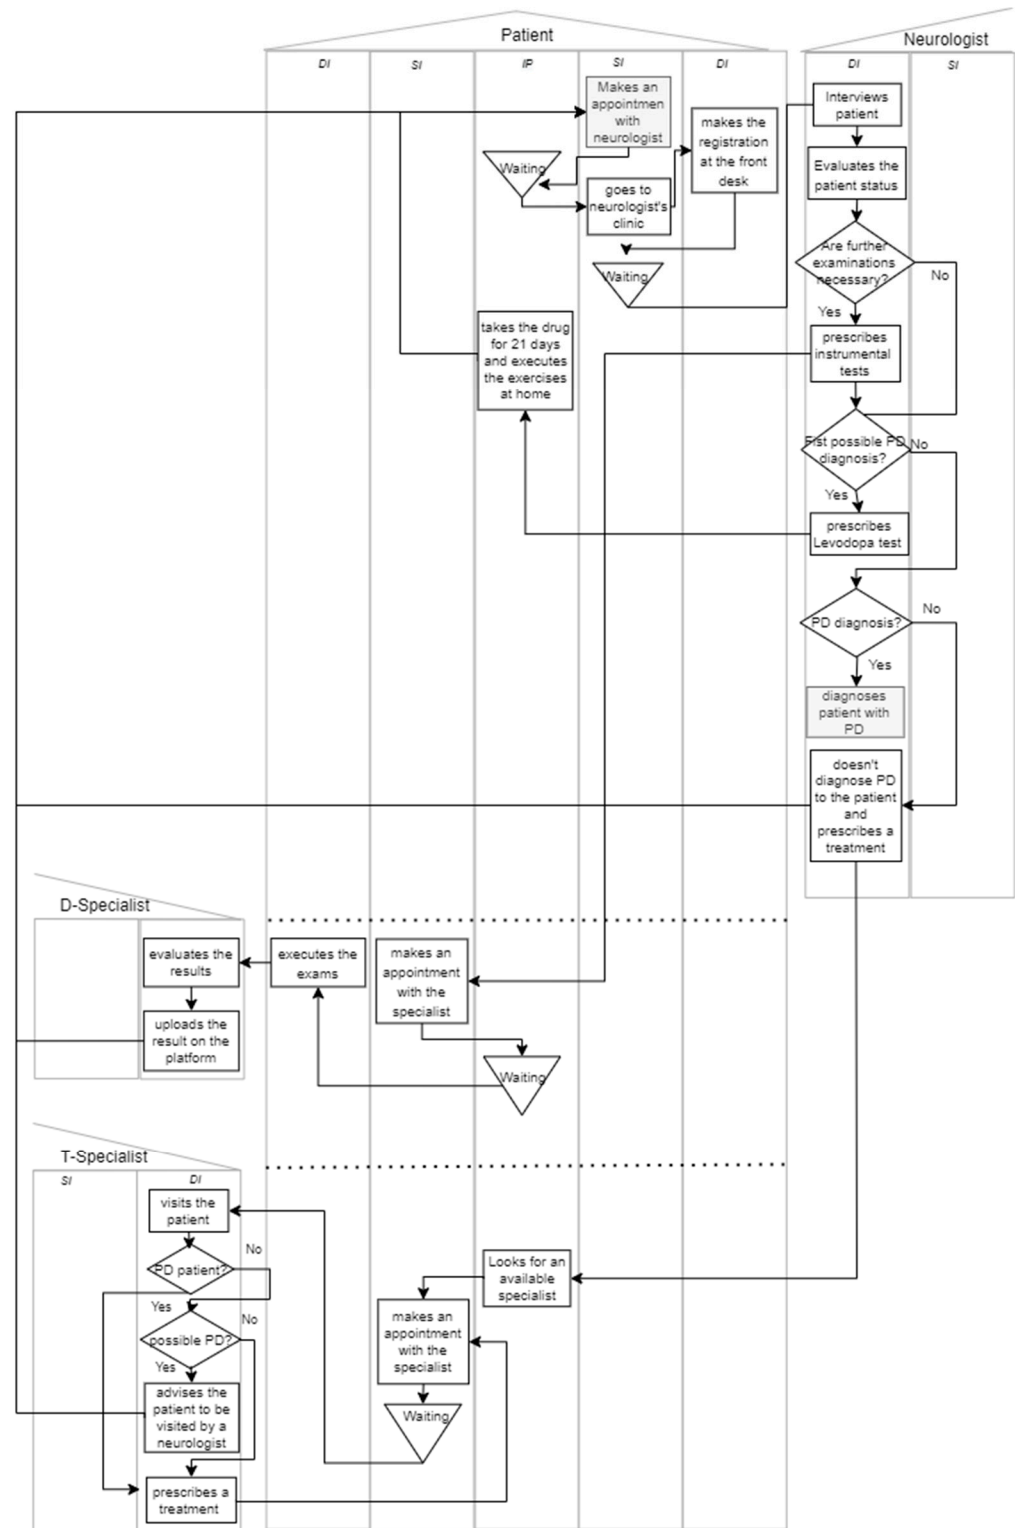 Patient
Neurologist
DI
SI
IP
SI
DI
DI
SI
Makes an
appointmen
with
neurologist
makes the
registration
at the front
desk
Waiting
goes to
neurologist's
clinic
Waiting
Interviews
patient
Evaluates the
patient status
Are further
examinations
necessary?
No
Yes
takes the drug
for 21 days
and executes
the exercises
at home
prescribes
instrumental
tests
Fist possible PD
diagnosis?
No
Yes
prescribes
Levodopa test
PD diagnosis?
No
Yes
diagnoses
patient with
PD
doesn't
diagnose PD
to the patient
and
prescribes a
treatment
D-Specialist
evaluates the
results
executes the
exams
makes an
appointment
with the
specialist
uploads the
result on the
platform
Waiting
T-Specialist
SI
DI
visits the
patient
PD patient?
No
Yes
possible PD?
No
Yes
advises the
patient to be
visited by a
neurologist
prescribes a
treatment
Looks for an
available
specialist
makes an
appointment
with the
specialist
Waiting